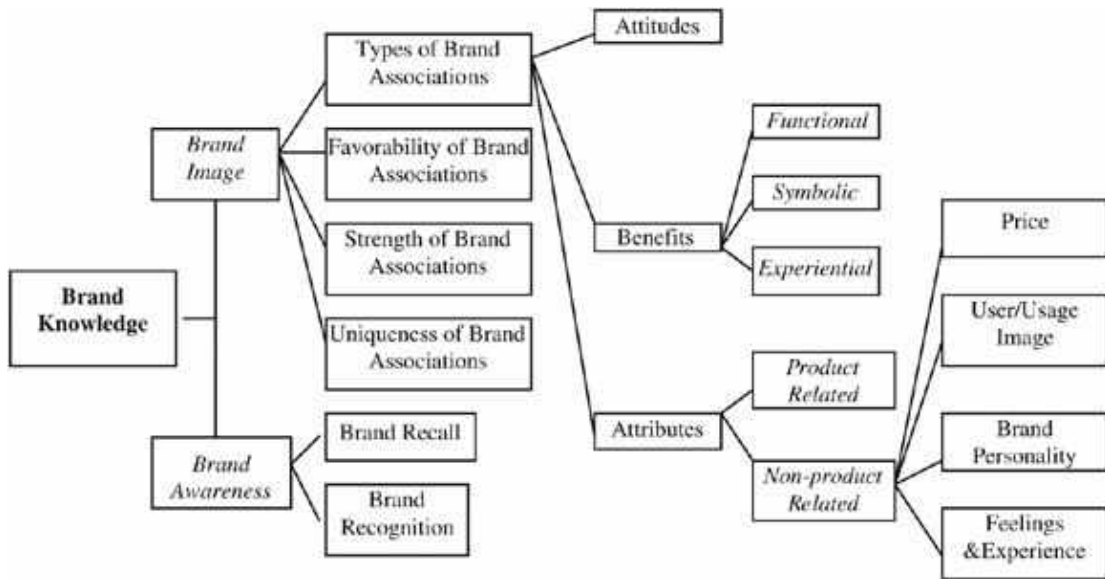 Brand
Knowledge
Brand
Image
Brand
Awareness
Types of Brand
Associations
Favorability of Brand
Associations
Strength of Brand
Associations
Uniqueness of Brand
Associations
Brand Recall
Brand
Recognition
Attitudes
Benefits
Attributes
Functional
Symbolic
Experiential
Product
Related
Non-product
Related
Price
User/Usage
Image
Brand
Personality
Feelings
&Experience